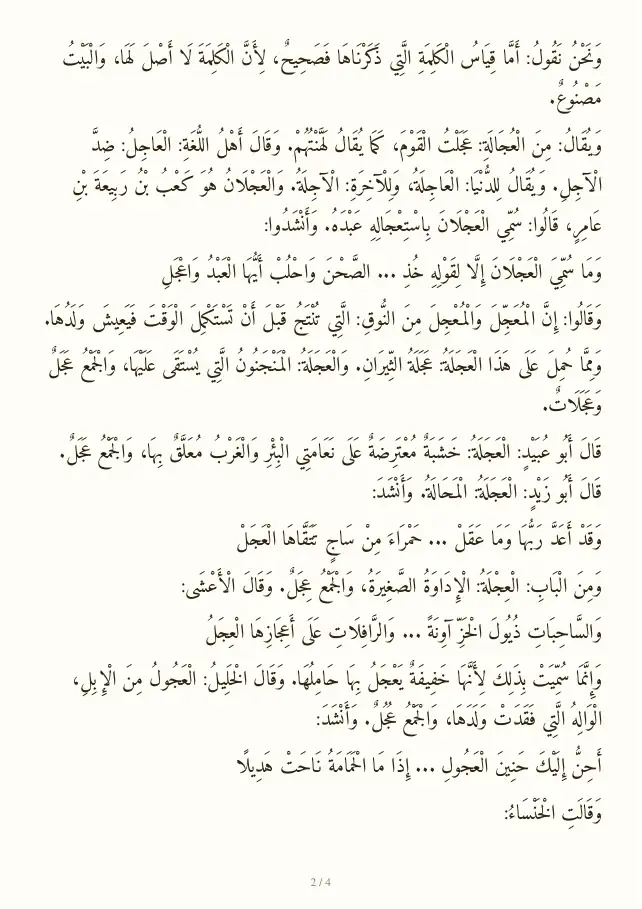 وَنَحْنُ نَقُولُ: أَمَّا قِيَاسُ الْكَلِمَةِ الَّتِي ذَكَرْنَاهَا فَصَحِيحٌ، لِأَنَّ الْكَلِمَةَ لَا أَصْلَ لَهَا، وَالْبَيْتُ
مَصْنُوعٌ.
وَيُقَالُ: مِنَ الْعُجَالَةِ: عَجَلْتُ الْقَوْمَ، كَمَا يُقَالُ لَهَنْتُهُمْ. وَقَالَ أَهْلُ اللُّغَةِ: الْعَاجِلُ: ضِدُّ
الْآجِلِ. وَيُقَالُ لِلدُّنْيَا: الْعَاجِلَةُ، وَلِلْآخِرَةِ: الْآجِلَةُ. وَالْعَجْلَانُ هُوَ كَعْبُ بْنُ رَبِيعَةَ بْنِ
عَامِرٍ، قَالُوا: سُمِّيَ الْعَجْلَانَ بِاسْتِعْجَالِهِ عَبْدَهُ. وَأَنْشَدُوا:
وَمَا سُمِّيَ الْعَجْلَانَ إِلَّا لِقَوْلِهِ خُذِ ... الصَّحْنَ وَاحْلُبْ أَيُّهَا الْعَبْدُ وَاعْجَلِ
وَقَالُوا: إِنَّ الْمُعَجِّلَ وَالْمُعْجِلَ مِنَ النُّوقِ: الَّتِي تُنْتَجُ قَبْلَ أَنْ تَسْتَكْمِلَ الْوَقْتَ فَيَعِيشَ وَلَدُهَا.
وَمِمَّا حُمِلَ عَلَى هَذَا الْعَجَلَةُ: عَجَلَةُ الثِّيرَانِ. وَالْعَجَلَةُ: الْمَنْجَنُونُ الَّتِي يُسْتَقَى عَلَيْهَا، وَالْجَمْعُ عَجَلٌ
وَعَجَلَاتٌ.
قَالَ أَبُو عُبَيْدٍ: الْعَجَلَةُ: خَشَبَةٌ مُعْتَرِضَةٌ عَلَى نَعَامَتِيِ الْبِئْرِ وَالْغَرْبُ مُعَلَّقٌ بِهَا، وَالْجَمْعُ عَجَلٌ.
قَالَ أَبُو زَيْدٍ: الْعَجَلَةُ: الْمَحَالَةُ. وَأَنْشَدَ:
وَقَدْ أَعَدَّ رَبُّهَا وَمَا عَقَلْ ... حَمْرَاءَ مِنْ سَاجٍ تَتَقَّاهَا الْعَجَلْ
وَمِنَ الْبَابِ: الْعِجْلَةُ: الْإِدَاوَةُ الصَّغِيرَةُ، وَالْجَمْعُ عِجَلٌ. وَقَالَ الْأَعْشَى:
وَالسَّاحِبَاتِ ذُيُولَ الْخَزِّ آوِنَةً ... وَالرَّافِلَاتِ عَلَى أَعْجَازِهَا الْعِجَلُ
وَإِنَّمَا سُمِّيَتْ بِذَلِكَ لِأَنَّهَا خَفِيفَةٌ يَعْجَلُ بِهَا حَامِلُهَا. وَقَالَ الْخَلِيلُ: الْعَجُولُ مِنَ الْإِبِلِ،
الْوَالِهُ الَّتِي فَقَدَتْ وَلَدَهَا، وَالْجَمْعُ عُجُلٌ. وَأَنْشَدَ:
أَحِنُّ إِلَيْكَ حَنِينَ الْعَجُولِ ... إِذَا مَا الْحَمَامَةُ نَاحَتْ هَدِيلًا
وَقَالَتِ الْخَنْسَاءُ:
2 / 4